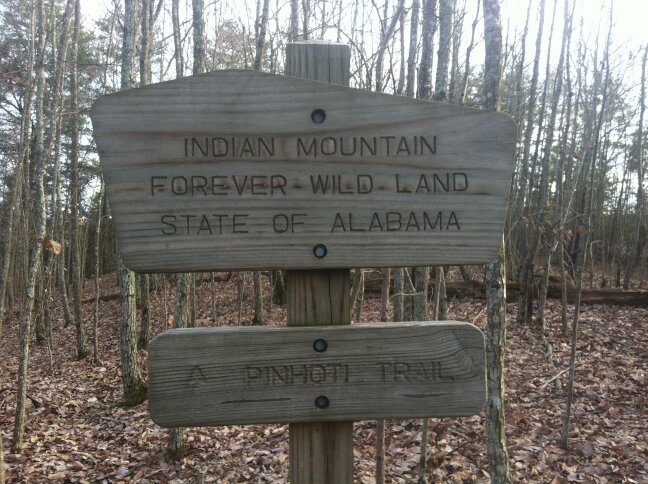 INDIAN MOUNTAIN
FOREVER WILD LAND
STATE OF ALABAMA
PINHOTI TRAIL